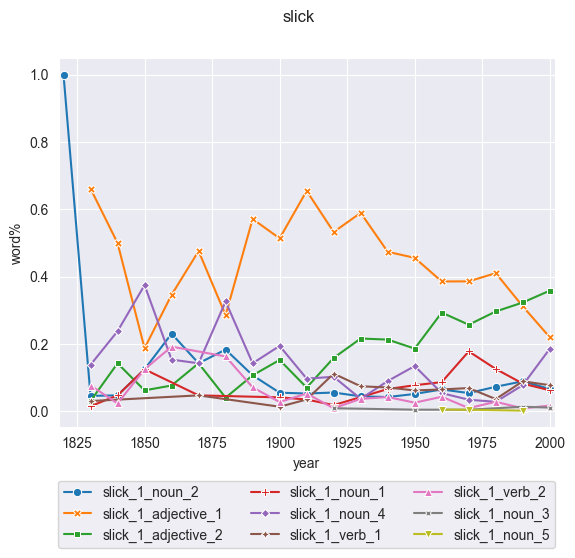 slick
1.0
0.8
0.6
0.4
0.2
0.0
word%
1825 1850 1875 1900 1925 1950 1975 2000
year
slick_1_noun_2 slick_1_noun_1 slick_1_verb_2
slick_1_adjective_1 slick_1_noun_4 slick_1_noun_3
slick_1_adjective_2 slick_1_verb_1 slick_1_noun_5